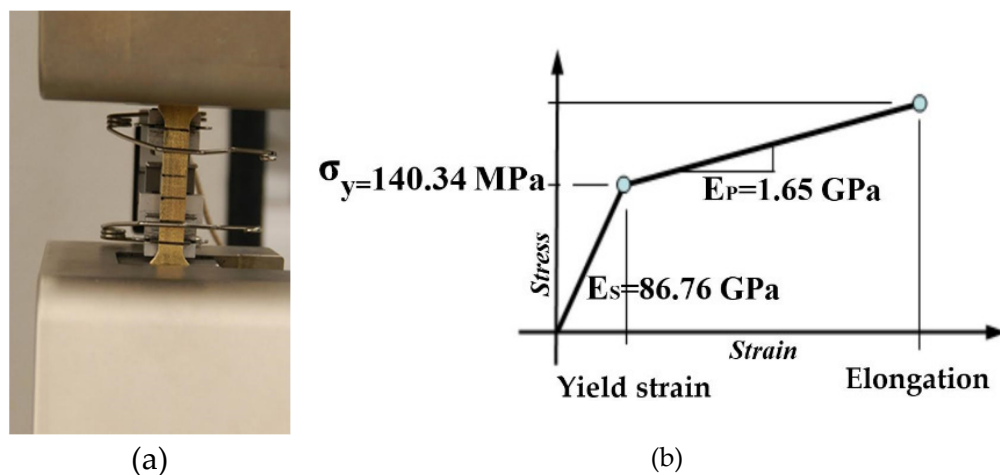 σy=140.34 MPa
EP=1.65 GPa
Stress
ES=86.76 GPa
Strain
Yield strain
Elongation
(a)
(b)